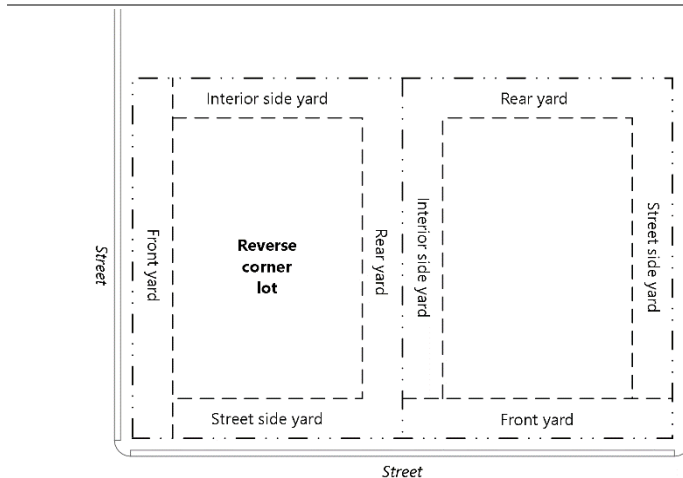 Interior side yard
Rear yard
Street
Front yard
Reverse
corner
lot
Rear yard
Interior side yard
Street side yard
Street side yard
Front yard
Street